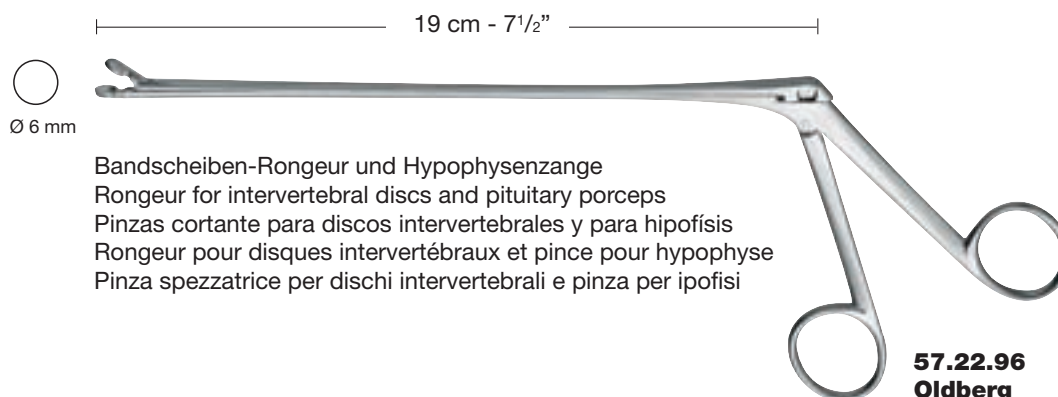 19 cm - 7 1/2”
Ø 6 mm
Bandscheiben-Rongeur und Hypophysenzange
Rongeur for intervertebral discs and pituitary porceps
Pinzas cortante para discos intervertebrales y para hipofísis
Rongeur pour disques intervertébraux et pince pour hypophyse
Pinza spezzatrice per dischi intervertebrali e pinza per ipofisi
57.22.96
Oldberg